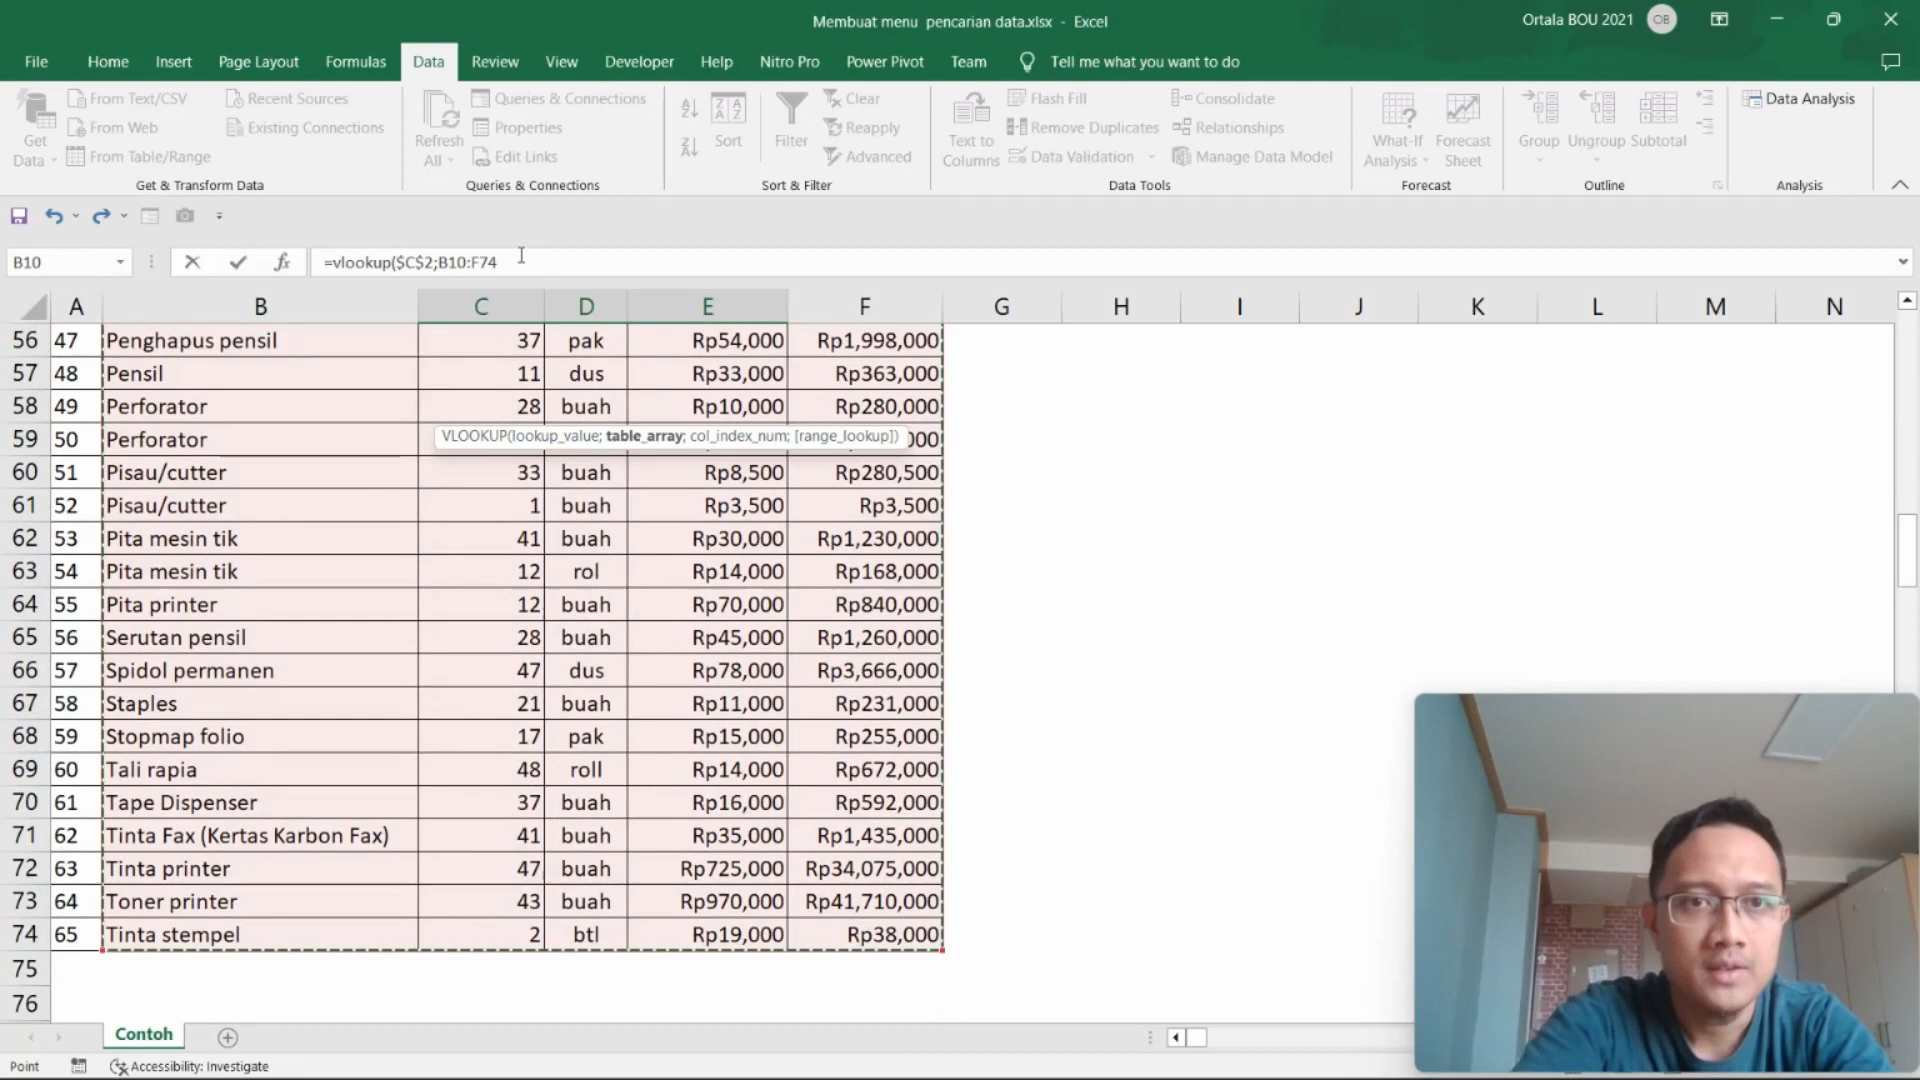 Membuat menu pencarian data.xlsx - Excel
Ortala BOU 2021 OB
File Home Insert Page Layout Formulas Data Review View Developer Help Nitro Pro Power Pivot Team Tell me what you want to do
Get Data
From Text/CSV
From Web
From Table/Range
Recent Sources
Existing Connections
Get & Transform Data
Refresh All
Queries & Connections
Properties
Edit Links
Queries & Connections
Sort
Filter
Clear
Reapply
Advanced
Sort & Filter
Text to Columns
Flash Fill
Remove Duplicates
Data Validation
Consolidate
Relationships
Manage Data Model
Data Tools
What-If Analysis
Forecast Sheet
Forecast
Group
Ungroup
Subtotal
Outline
Data Analysis
Analysis
B10 fx =vlookup($C$2;B10:F74
A B C D E F G H I J K L M N
56 47 Penghapus pensil 37 pak Rp54,000 Rp1,998,000
57 48 Pensil 11 dus Rp33,000 Rp363,000
58 49 Perforator 28 buah Rp10,000 Rp280,000
59 50 Perforator VLOOKUP(lookup_value; table_array; col_index_num; [range_lookup])
60 51 Pisau/cutter 33 buah Rp8,500 Rp280,500
61 52 Pisau/cutter 1 buah Rp3,500 Rp3,500
62 53 Pita mesin tik 41 buah Rp30,000 Rp1,230,000
63 54 Pita mesin tik 12 rol Rp14,000 Rp168,000
64 55 Pita printer 12 buah Rp70,000 Rp840,000
65 56 Serutan pensil 28 buah Rp45,000 Rp1,260,000
66 57 Spidol permanen 47 dus Rp78,000 Rp3,666,000
67 58 Staples 21 buah Rp11,000 Rp231,000
68 59 Stopmap folio 17 pak Rp15,000 Rp255,000
69 60 Tali rapia 48 roll Rp14,000 Rp672,000
70 61 Tape Dispenser 37 buah Rp16,000 Rp592,000
71 62 Tinta Fax (Kertas Karbon Fax) 41 buah Rp35,000 Rp1,435,000
72 63 Tinta printer 47 buah Rp725,000 Rp34,075,000
73 64 Toner printer 43 buah Rp970,000 Rp41,710,000
74 65 Tinta stempel 2 btl Rp19,000 Rp38,000
75
76
Contoh
Point Accessibility: Investigate